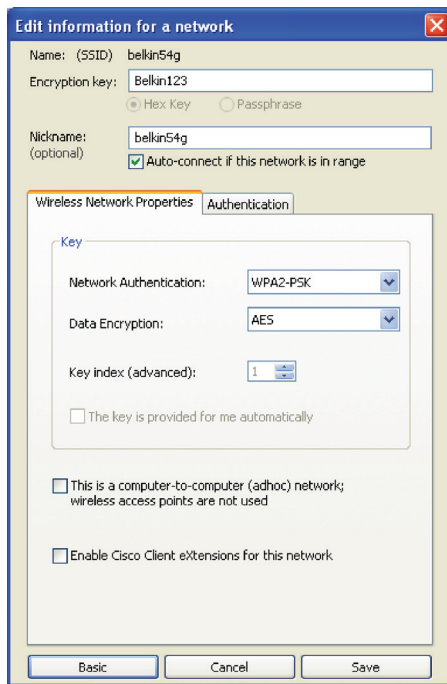 Edit information for a network
Name: (SSID) belkin54g
Encryption key: Belkin123
Hex Key Passphrase
Nickname: belkin54g
(optional)
Auto-connect if this network is in range
Wireless Network Properties Authentication
Key
Network Authentication: WPA2-PSK
Data Encryption: AES
Key index (advanced): 1
The key is provided for me automatically
This is a computer-to-computer (adhoc) network;
wireless access points are not used
Enable Cisco Client eXtensions for this network
Basic Cancel Save